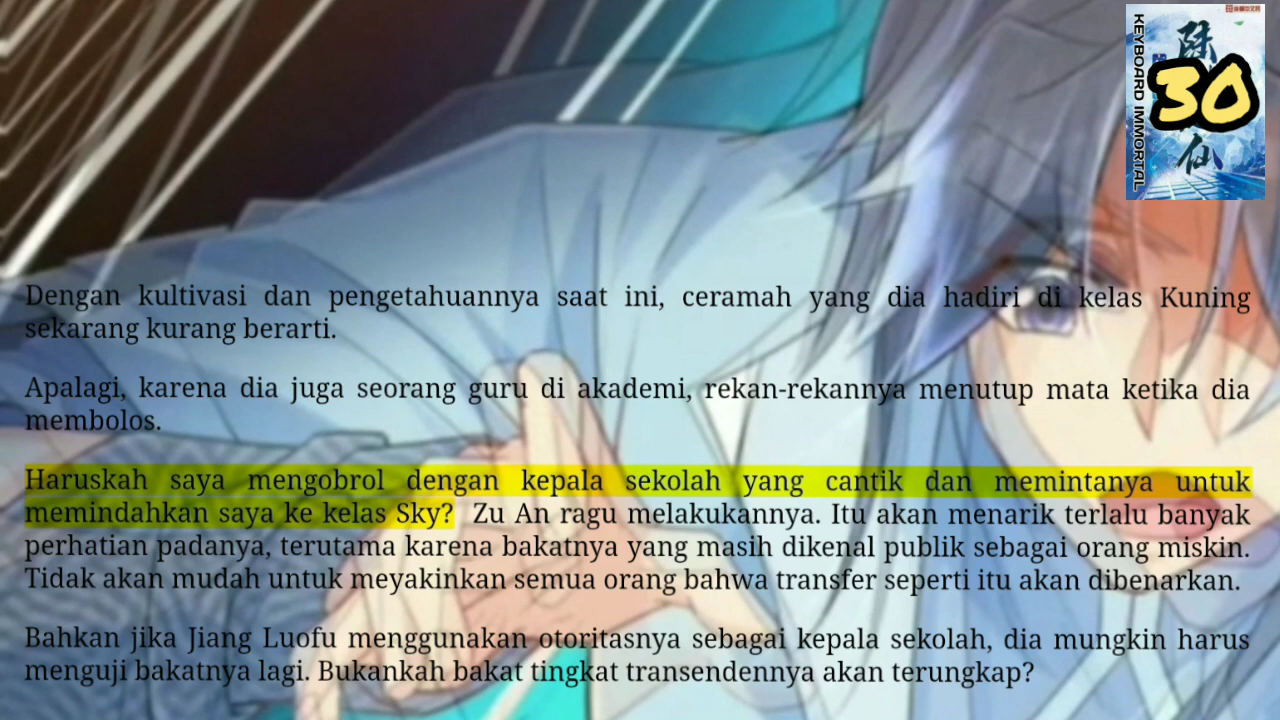 KEYBOARD IMMORTAL
陆
30
仙
Dengan kultivasi dan pengetahuannya saat ini, ceramah yang dia hadiri di kelas Kuning
sekarang kurang berarti.
Apalagi, karena dia juga seorang guru di akademi, rekan-rekannya menutup mata ketika dia
membolos.
Haruskah saya mengobrol dengan kepala sekolah yang cantik dan memintanya untuk
memindahkan saya ke kelas Sky? Zu An ragu melakukannya. Itu akan menarik terlalu banyak
perhatian padanya, terutama karena bakatnya yang masih dikenal publik sebagai orang miskin.
Tidak akan mudah untuk meyakinkan semua orang bahwa transfer seperti itu akan dibenarkan.
Bahkan jika Jiang Luofu menggunakan otoritasnya sebagai kepala sekolah, dia mungkin harus
menguji bakatnya lagi. Bukankah bakat tingkat transendennya akan terungkap?